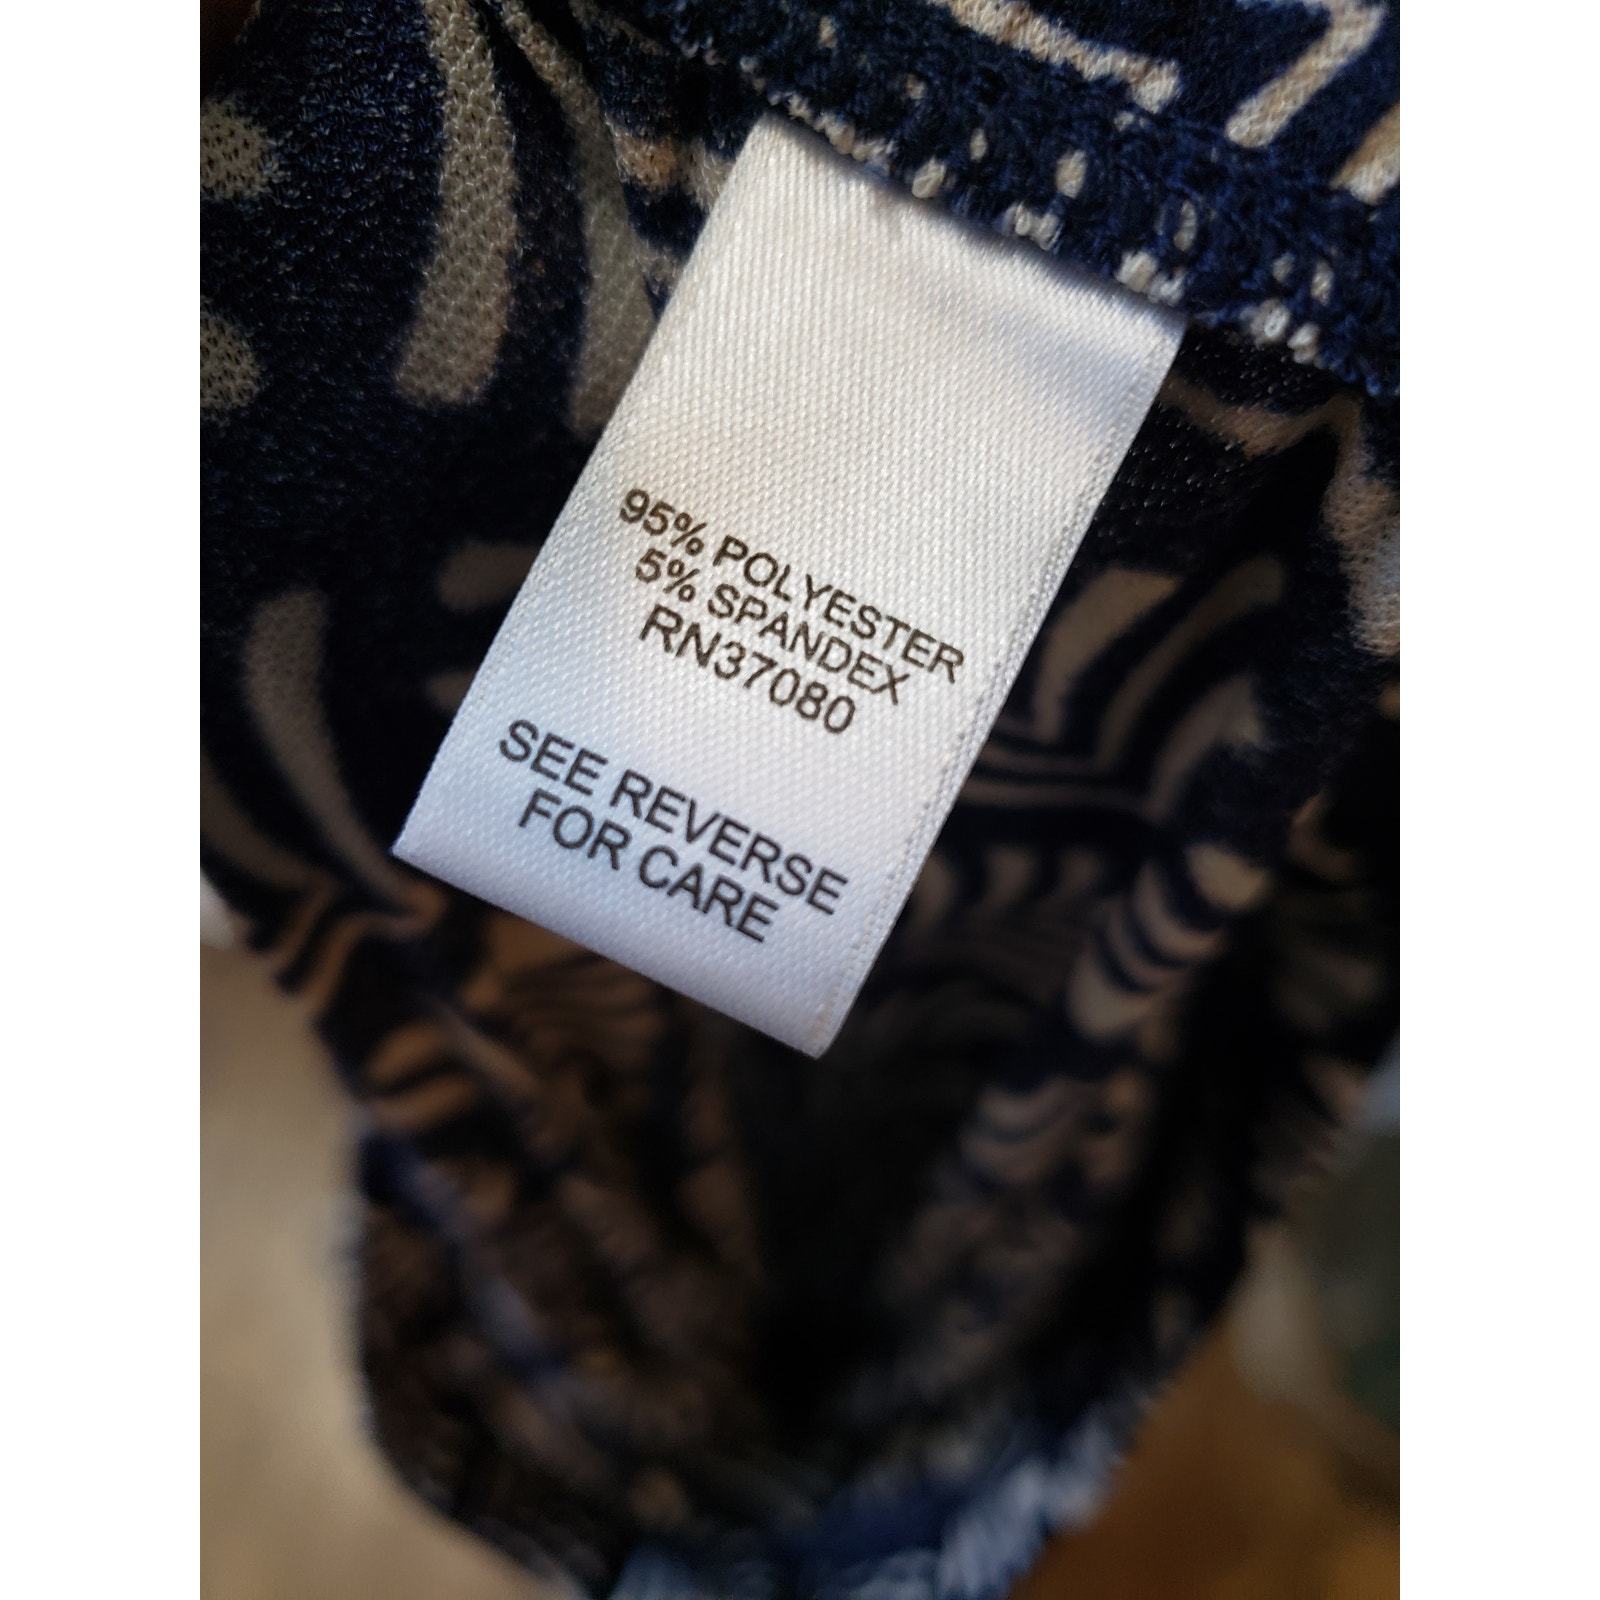 95% POLYESTER
5% SPANDEX
RN37080
SEE REVERSE
FOR CARE